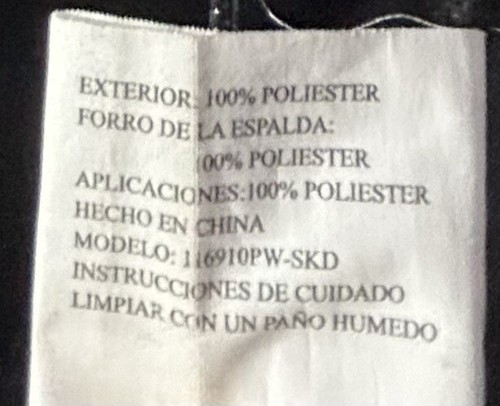 EXTERIOR: 100% POLIESTER
FORRO DE LA ESPALDA:
100% POLIESTER
APLICACIONES:100% POLIESTER
HECHO EN CHINA
MODELO: 116910PW-SKD
INSTRUCCIONES DE CUIDADO
LIMPIAR CON UN PAÑO HUMEDO